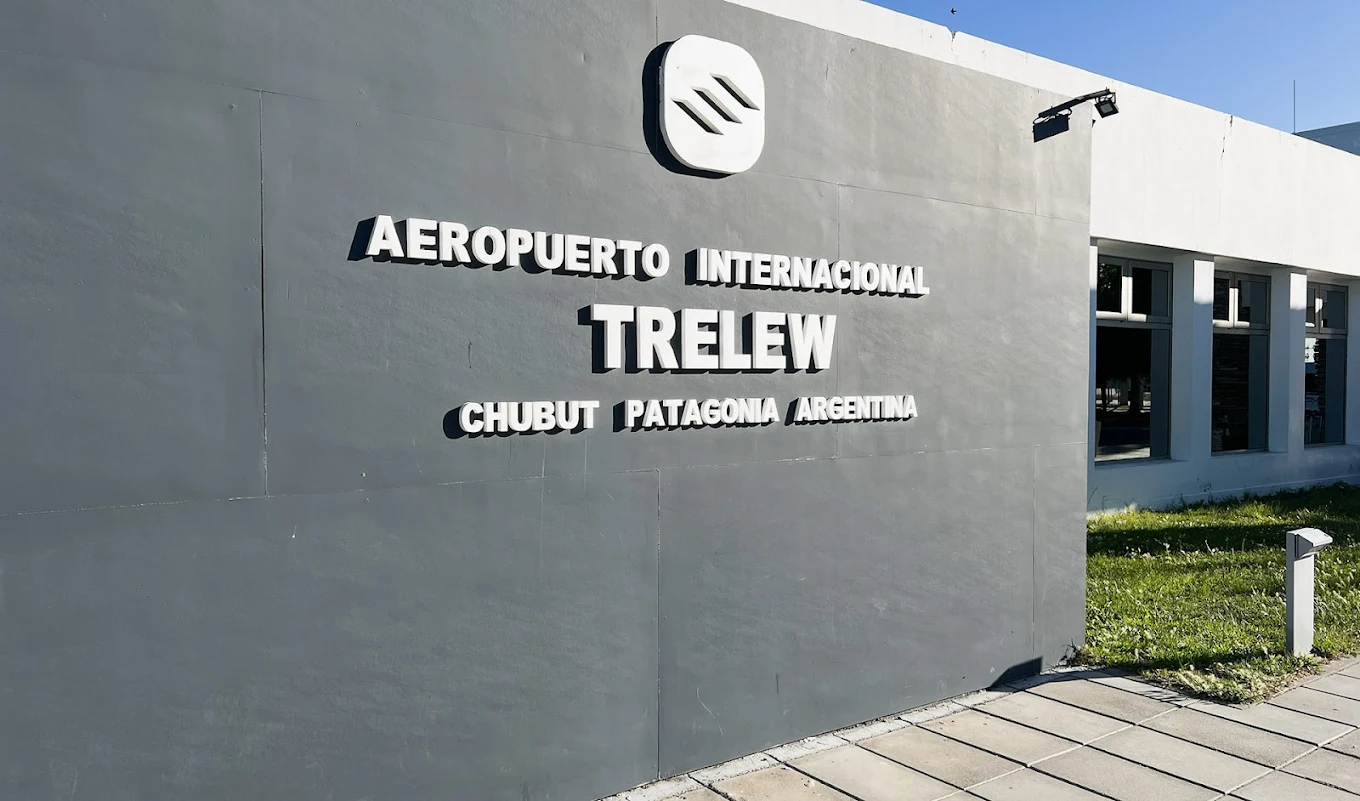 AEROPUERTO INTERNACIONAL
TRELEW
CHUBUT PATAGONIA ARGENTINA